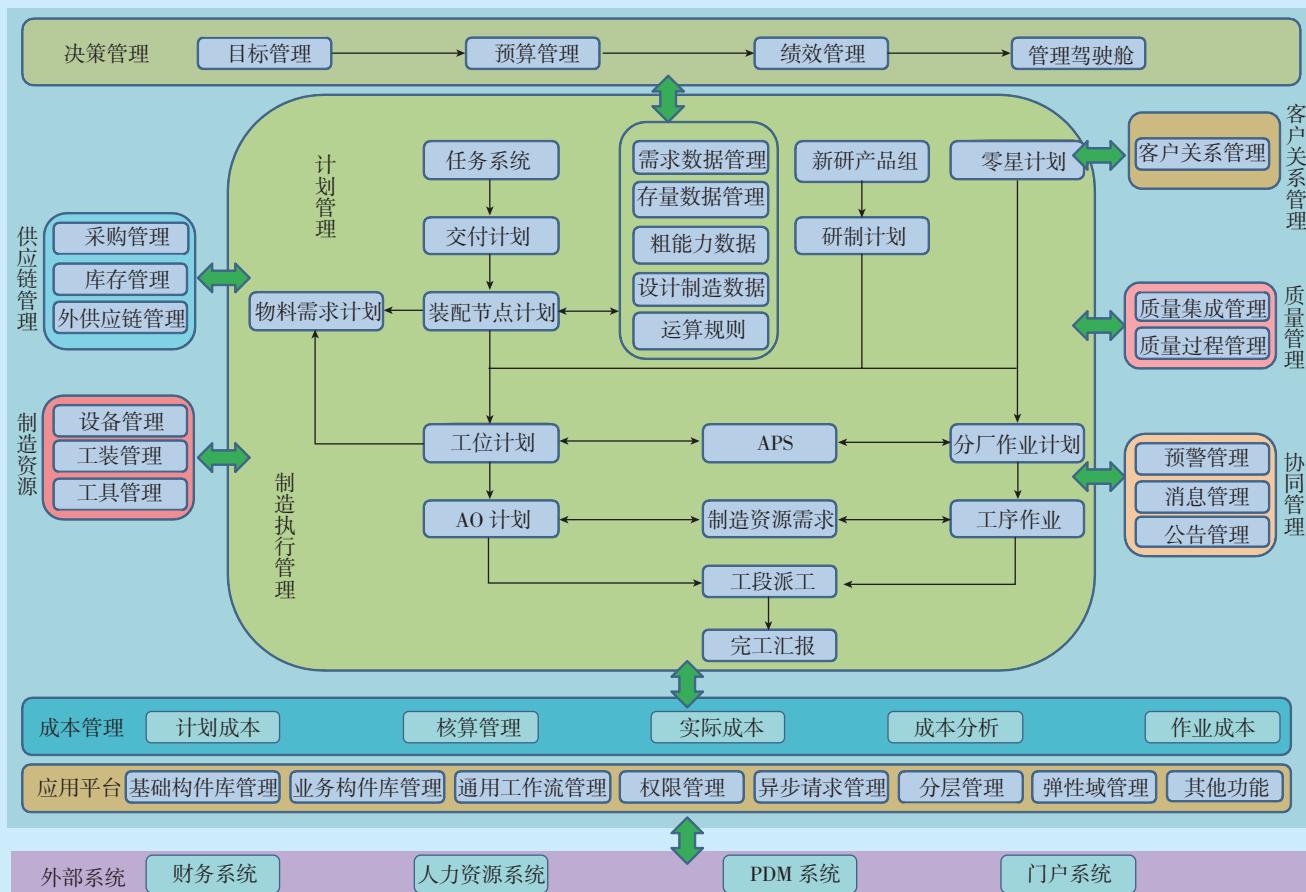 决策管理
目标管理
预算管理
绩效管理
管理驾驶舱
计划管理
任务系统
交付计划
物料需求计划
装配节点计划
需求数据管理
存量数据管理
粗能力数据
设计制造数据
运算规则
新研产品组
研制计划
零星计划
客户关系管理
客户关系管理
供应链管理
采购管理
库存管理
外供应链管理
质量集成管理
质量过程管理
质量管理
制造资源
设备管理
工装管理
工具管理
制造执行管理
工位计划
APS
分厂作业计划
AO 计划
制造资源需求
工序作业
工段派工
完工汇报
预警管理
消息管理
公告管理
协同管理
成本管理
计划成本
核算管理
实际成本
成本分析
作业成本
应用平台
基础构件库管理
业务构件库管理
通用工作流管理
权限管理
异步请求管理
分层管理
弹性域管理
其他功能
外部系统
财务系统
人力资源系统
PDM 系统
门户系统